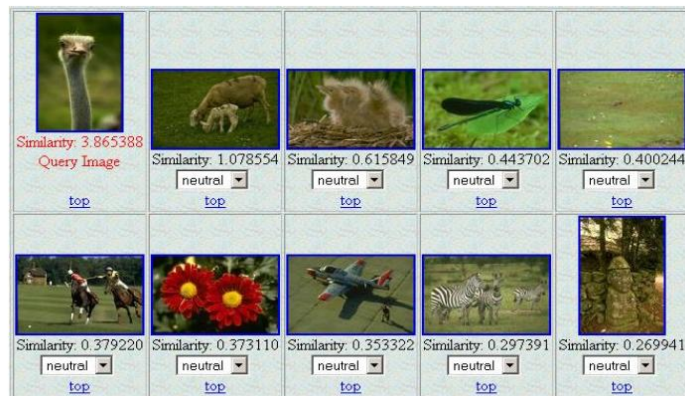 Similarity: 3.865388
Query Image
top
Similarity: 1.078554
neutral
top
Similarity: 0.615849
neutral
top
Similarity: 0.443702
neutral
top
Similarity: 0.400244
neutral
top
Similarity: 0.379220
neutral
top
Similarity: 0.373110
neutral
top
Similarity: 0.353322
neutral
top
Similarity: 0.297391
neutral
top
Similarity: 0.269941
neutral
top